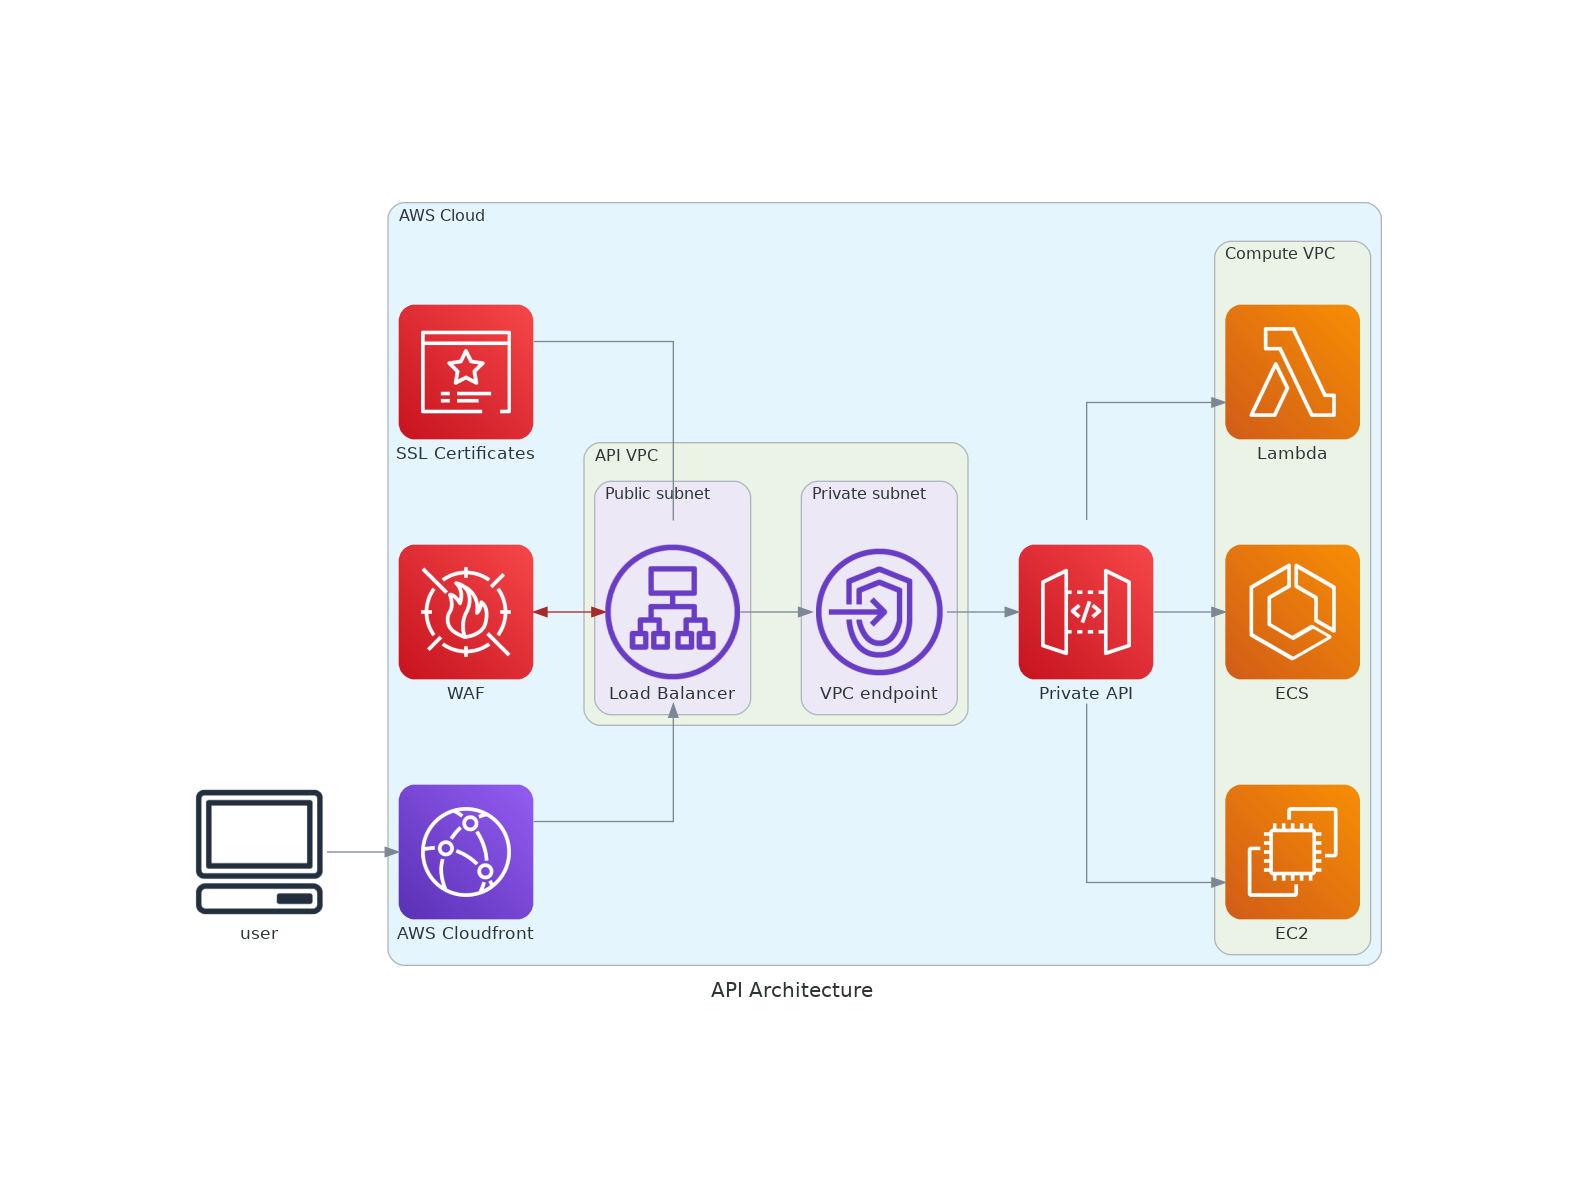 AWS Cloud
Compute VPC
SSL Certificates
Lambda
API VPC
Public subnet
Private subnet
WAF
Load Balancer
VPC endpoint
Private API
ECS
user
AWS Cloudfront
EC2
API Architecture